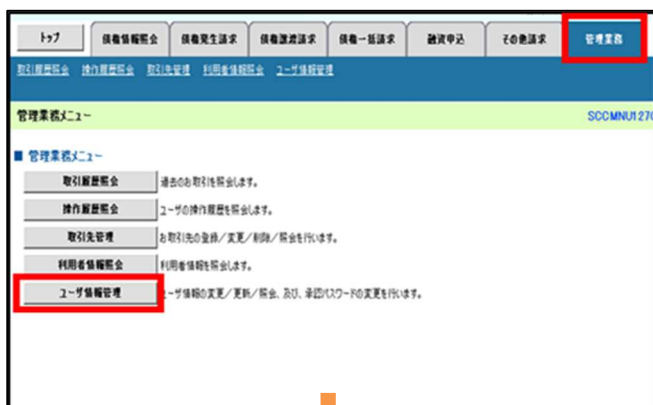 トップ 債権情報照会 債権発生請求 債権譲渡請求 債権一括請求 融資申込 その他請求 管理業務
取引履歴照会 操作履歴照会 取引先管理 利用者情報照会 ユーザ情報管理
管理業務メニュー SCCMNU1270
■ 管理業務メニュー
取引履歴照会 過去のお取引を照会します。
操作履歴照会 ユーザの操作履歴を照会します。
取引先管理 お取引先の登録/変更/削除/照会を行います。
利用者情報照会 利用者情報を照会します。
ユーザ情報管理 ユーザ情報の変更/更新/照会、及び、承認パスワードの変更を行います。